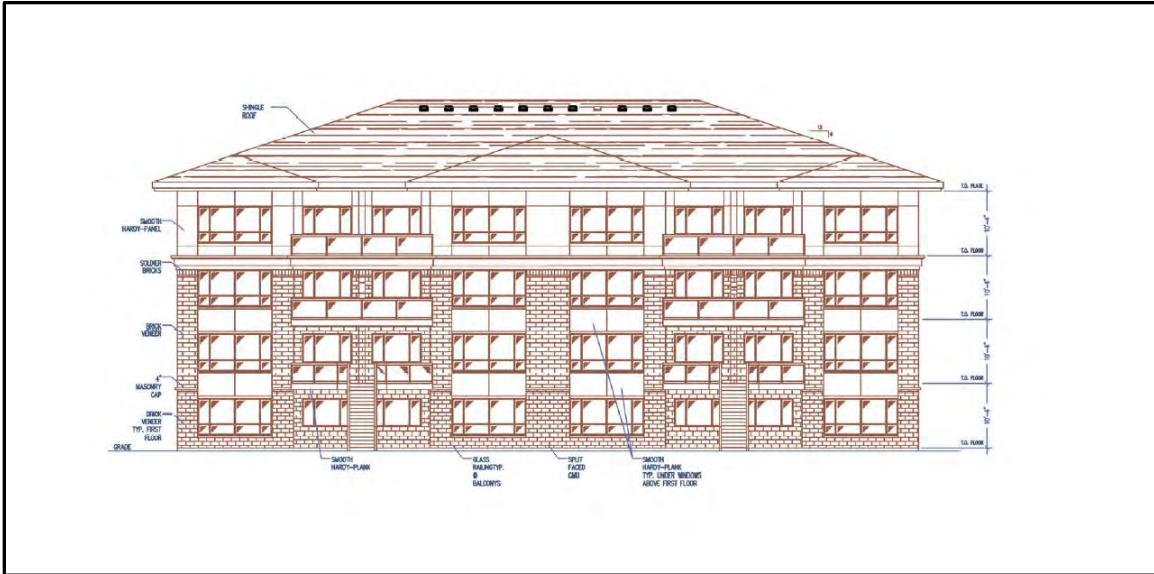 SHINGLE
ROOF
12
T.O. PLATE
SMOOTH
HARDY-PANEL
T.O. FLOOR
SOLDIER
BRICKS
T.O. FLOOR
BRICK
VENEER
4"
MASONRY
CAP
T.O. FLOOR
BRICK
VENEER
TYP. FIRST
FLOOR
GRADE
T.O. FLOOR
SMOOTH
HARDY-PLANK
GLASS
RAILINGTYP.
@
BALCONYS
SPLIT
FACED
CMU
SMOOTH
HARDY-PLANK
TYP. UNDER WINDOWS
ABOVE FIRST FLOOR